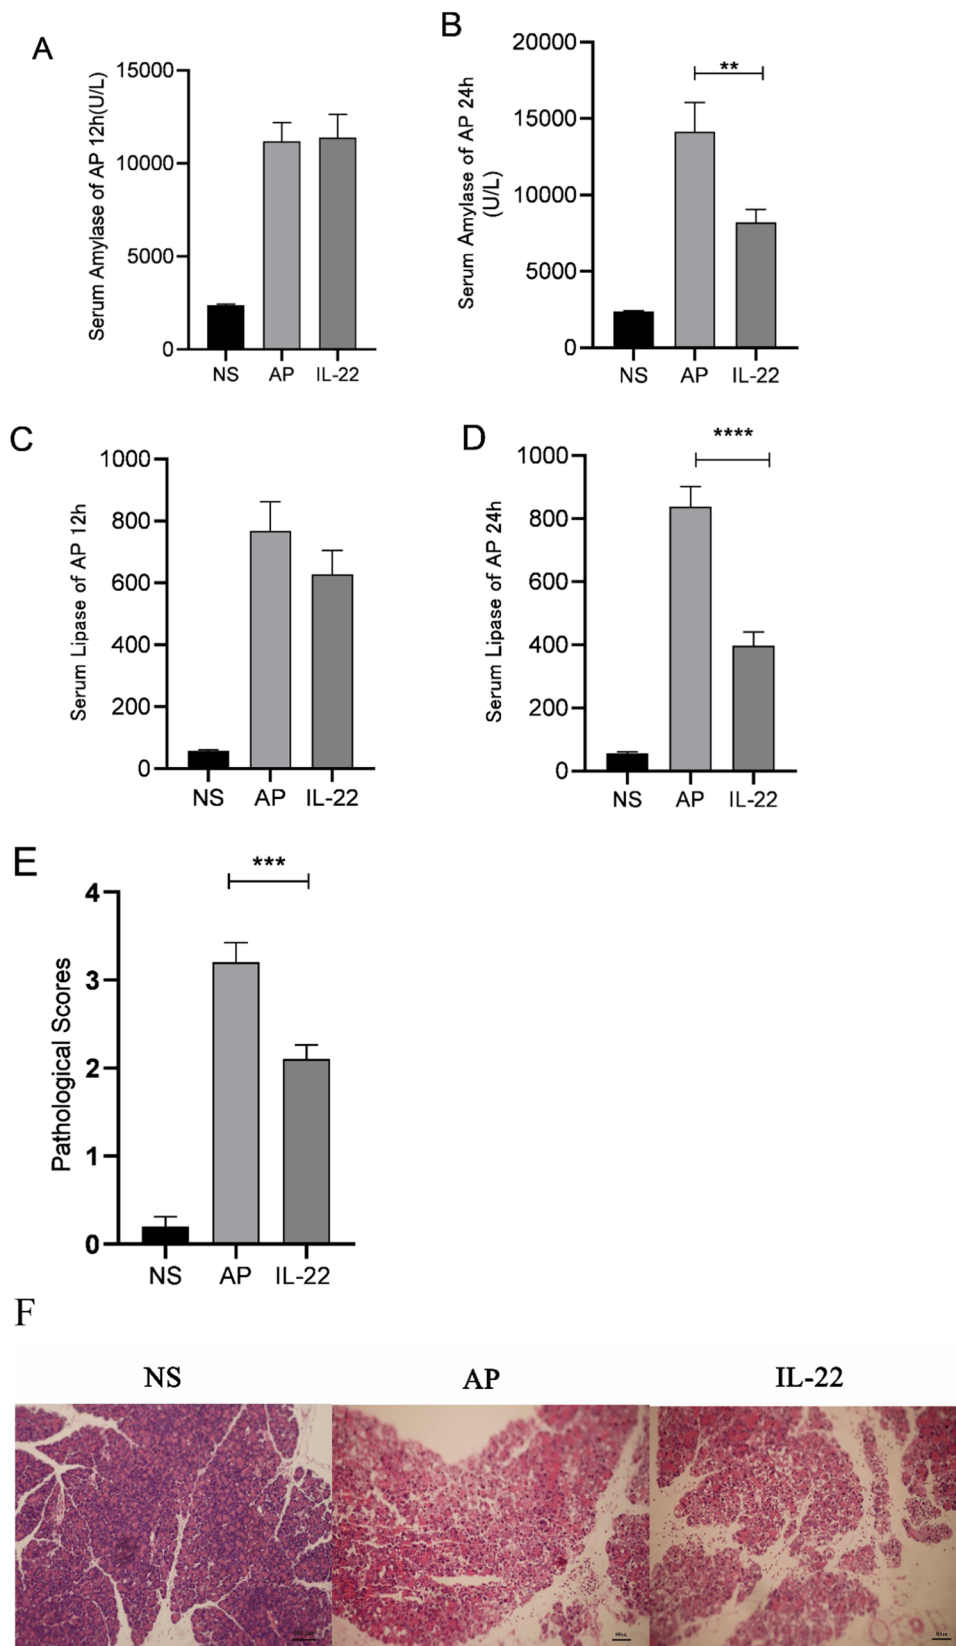 A
Serum Amylase of AP 12h(U/L)
15000
10000
5000
0
NS AP IL-22
B
Serum Amylase of AP 24h
(U/L)
20000
15000
10000
5000
0
**
NS AP IL-22
C
Serum Lipase of AP 12h
1000
800
600
400
200
0
NS AP IL-22
D
Serum Lipase of AP 24h
1000
800
600
400
200
0
****
NS AP IL-22
E
Pathological Scores
4
3
2
1
0
***
NS AP IL-22
F
NS AP IL-22